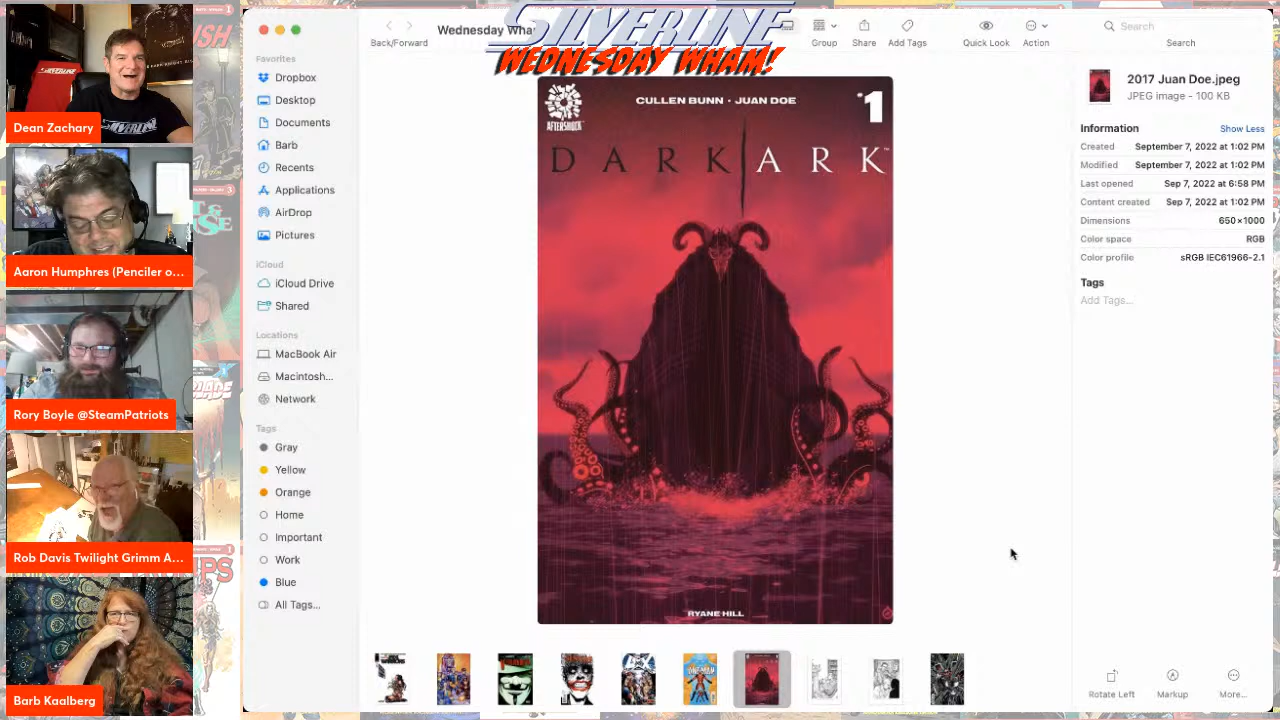 SILVERLINE
WEDNESDAY WHAM!
Dean Zachary
Aaron Humphres (Penciler o...
Rory Boyle @SteamPatriots
Rob Davis Twilight Grimm A...
Barb Kaalberg
Back/Forward
Wednesday Wha
Group
Share
Add Tags
Quick Look
Action
Search
Search
Favorites
Dropbox
Desktop
Documents
Barb
Recents
Applications
AirDrop
Pictures
iCloud
iCloud Drive
Shared
Locations
MacBook Air
Macintosh...
Network
Tags
Gray
Yellow
Orange
Home
Important
Work
Blue
All Tags...
AFTERSHOCK
CULLEN BUNN · JUAN DOE
#1
DARK ARK
RYANE HILL
2017 Juan Doe.jpeg
JPEG image - 100 KB
Information
Show Less
Created September 7, 2022 at 1:02 PM
Modified September 7, 2022 at 1:02 PM
Last opened Sep 7, 2022 at 6:58 PM
Content created Sep 7, 2022 at 1:02 PM
Dimensions 650×1000
Color space RGB
Color profile sRGB IEC61966-2.1
Tags
Add Tags...
Rotate Left
Markup
More...